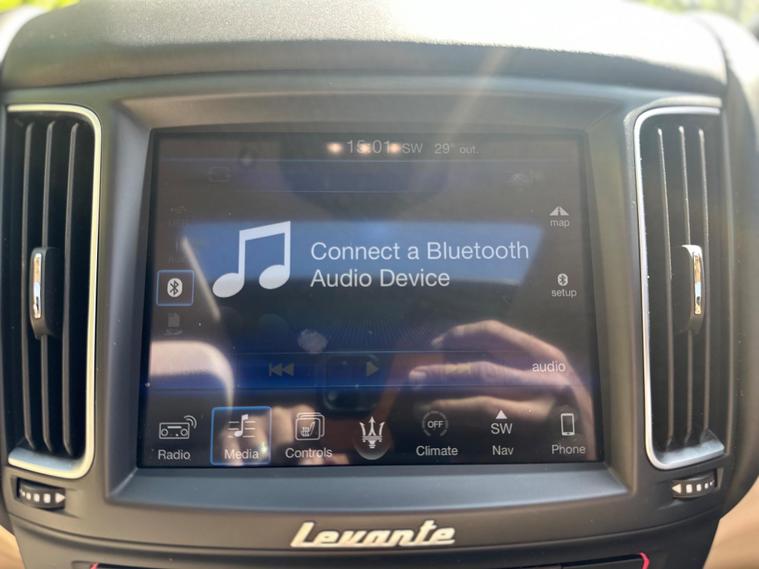 15:01 SW 29° out.
map
Connect a Bluetooth
Audio Device
setup
audio
Radio
Media
Controls
OFF
Climate
SW
Nav
Phone
Levante